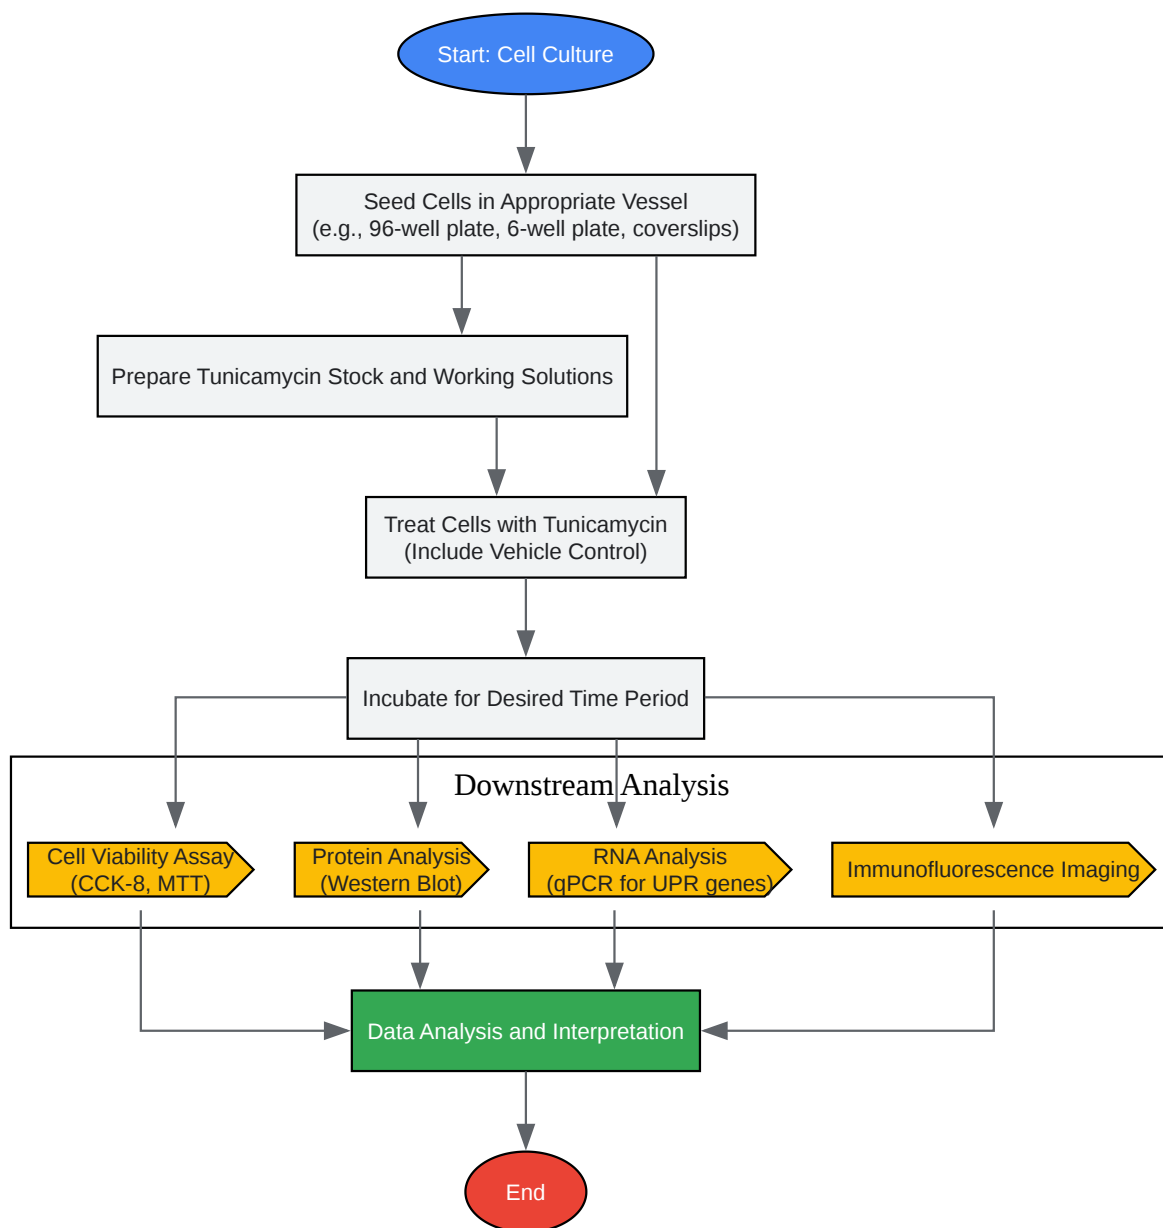 Start: Cell Culture
Seed Cells in Appropriate Vessel
(e.g., 96-well plate, 6-well plate, coverslips)
Prepare Tunicamycin Stock and Working Solutions
Treat Cells with Tunicamycin
(Include Vehicle Control)
Incubate for Desired Time Period
Downstream Analysis
Cell Viability Assay
(CCK-8, MTT)
Protein Analysis
(Western Blot)
RNA Analysis
(qPCR for UPR genes)
Immunofluorescence Imaging
Data Analysis and Interpretation
End